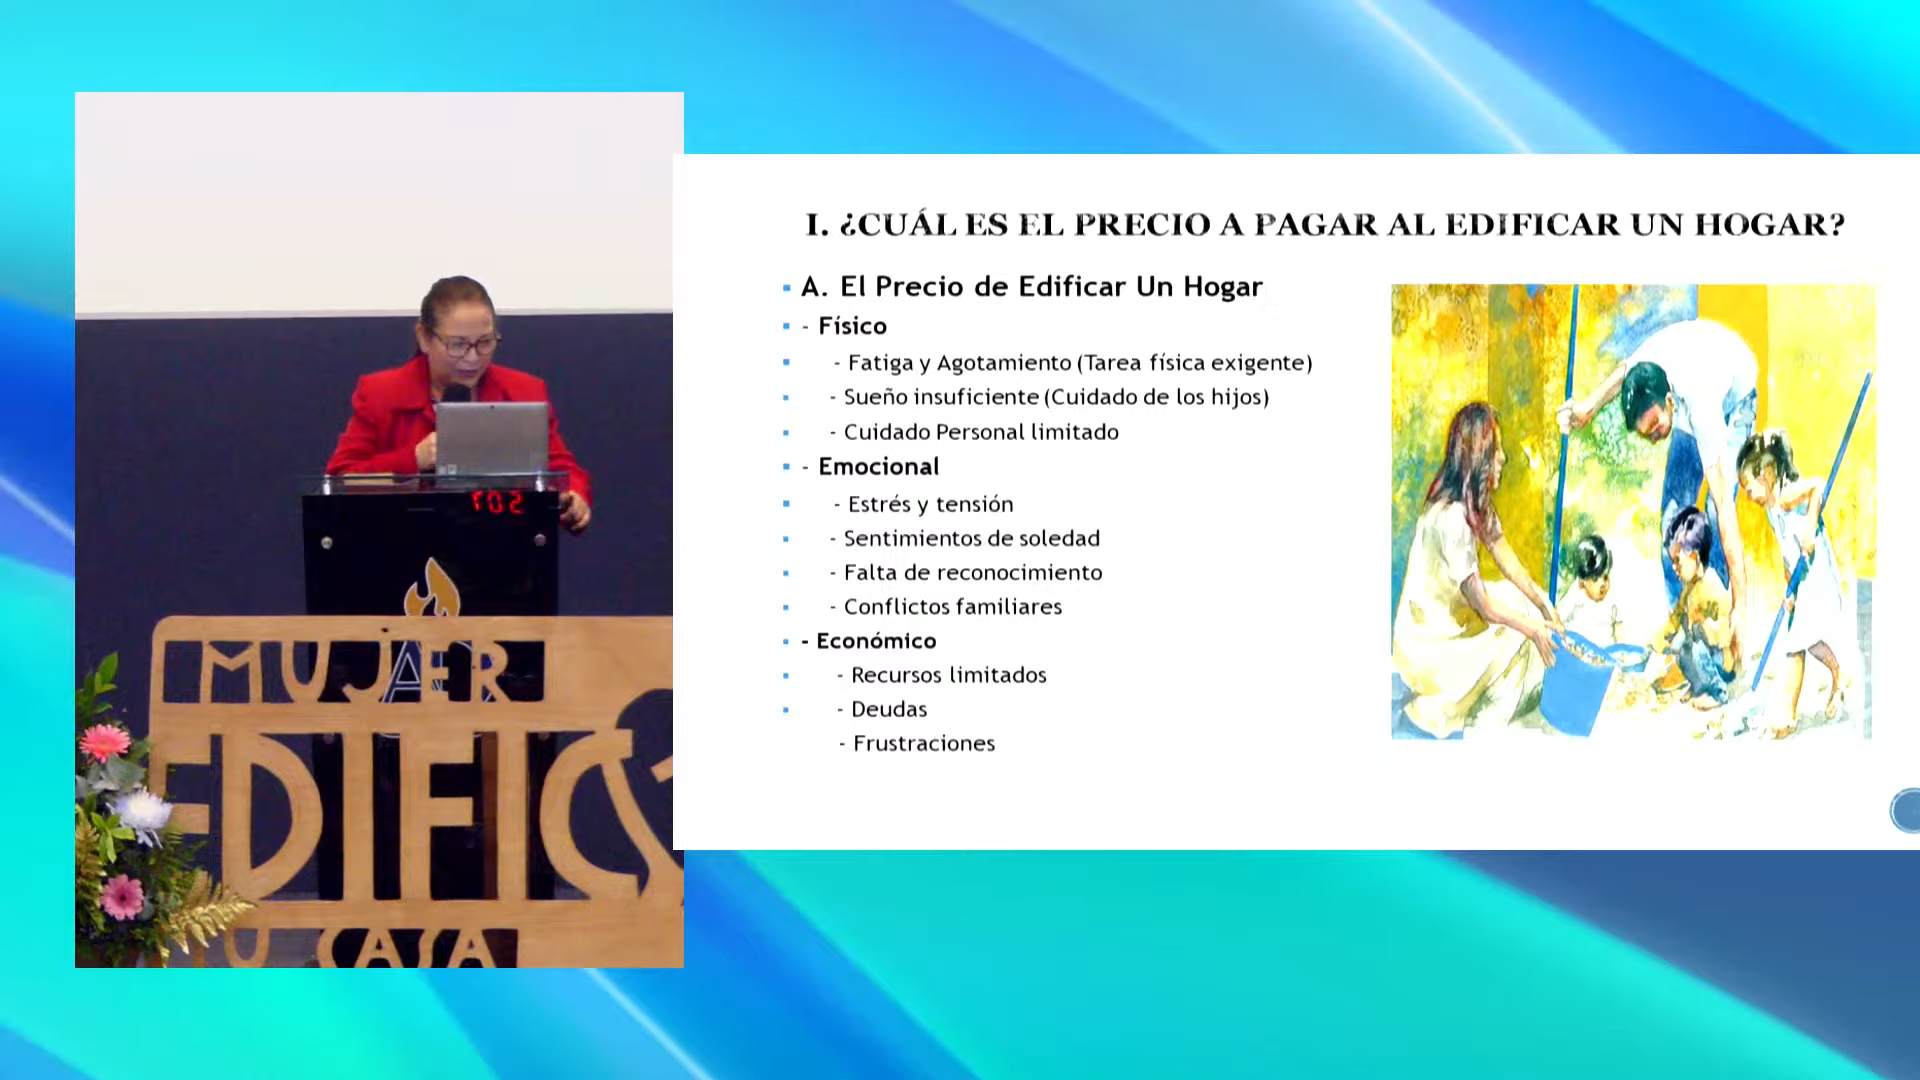 I. ¿CUÁL ES EL PRECIO A PAGAR AL EDIFICAR UN HOGAR?
A. El Precio de Edificar Un Hogar
- Físico
- Fatiga y Agotamiento (Tarea física exigente)
- Sueño insuficiente (Cuidado de los hijos)
- Cuidado Personal limitado
- Emocional
- Estrés y tensión
- Sentimientos de soledad
- Falta de reconocimiento
- Conflictos familiares
- Económico
- Recursos limitados
- Deudas
- Frustraciones
MUJER
EDIFIC
U CASA